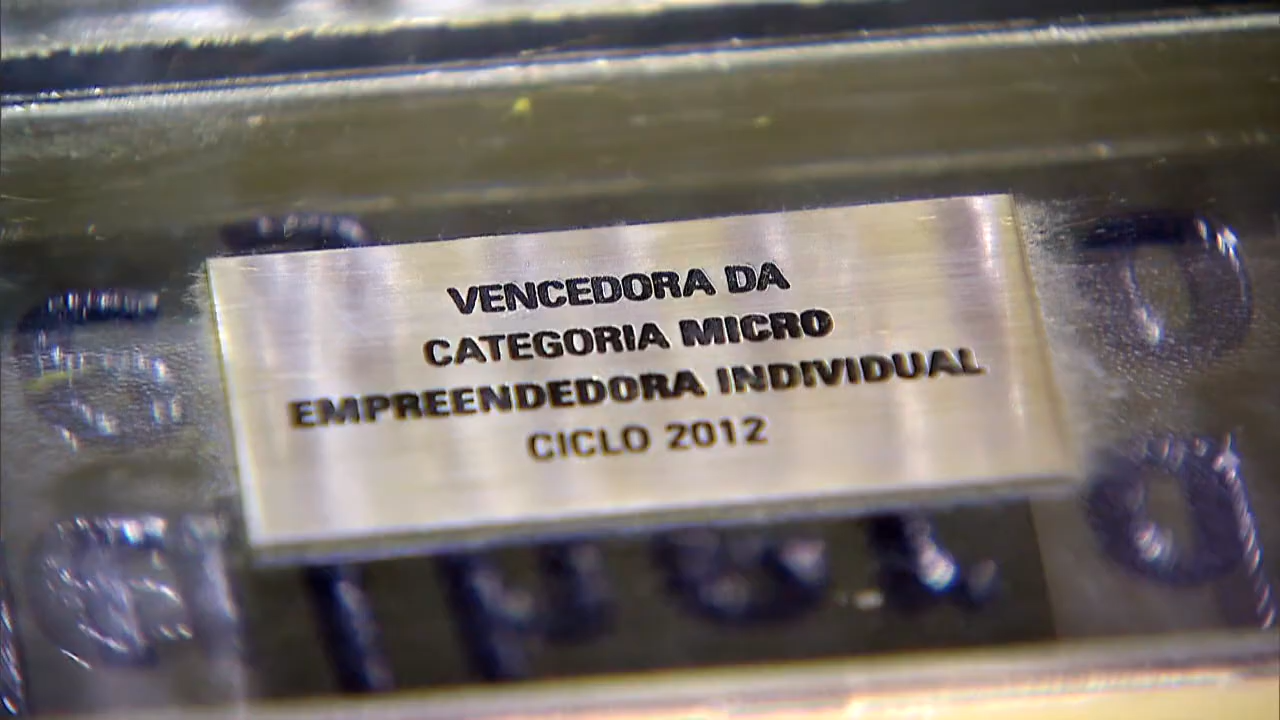 VENCEDORA DA
CATEGORIA MICRO
EMPREENDEDORA INDIVIDUAL
CICLO 2012